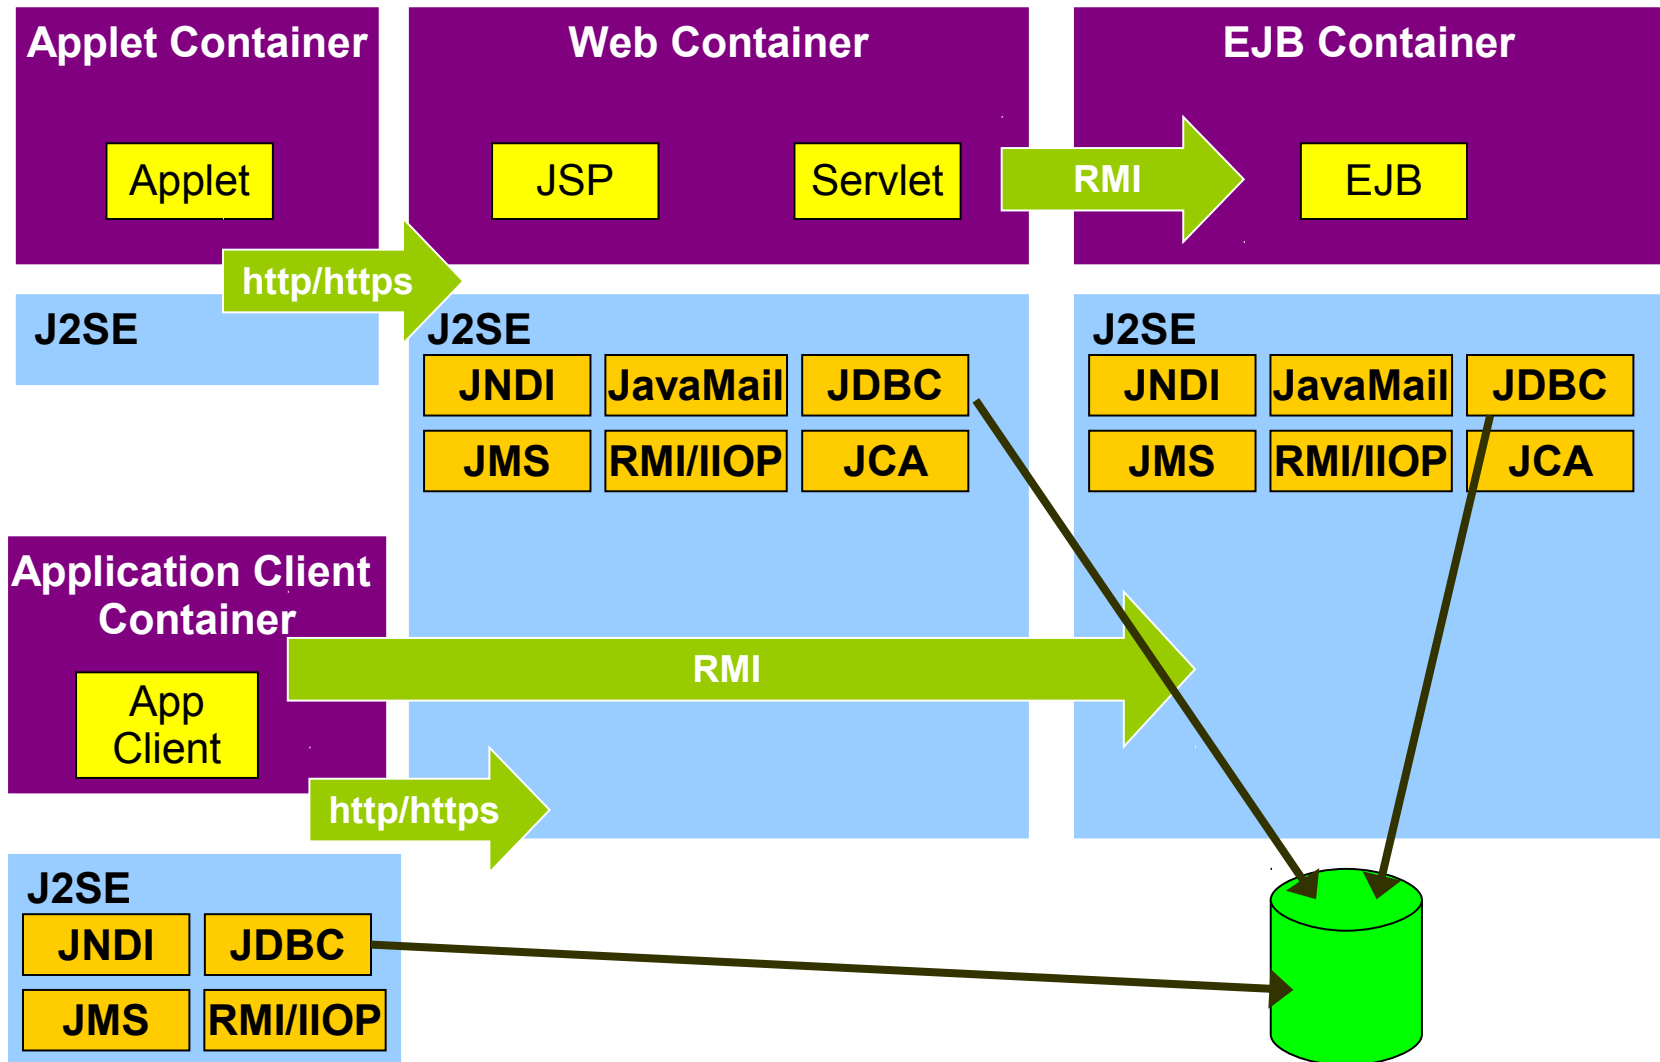 Applet Container
Web Container
EJB Container
Applet
JSP
Servlet
RMI
EJB
http/https
J2SE
J2SE
J2SE
JNDI
JavaMail
JDBC
JNDI
JavaMail
JDBC
JMS
RMI/IIOP
JCA
JMS
RMI/IIOP
JCA
Application Client
Container
RMI
App
Client
http/https
J2SE
JNDI
JDBC
JMS
RMI/IIOP